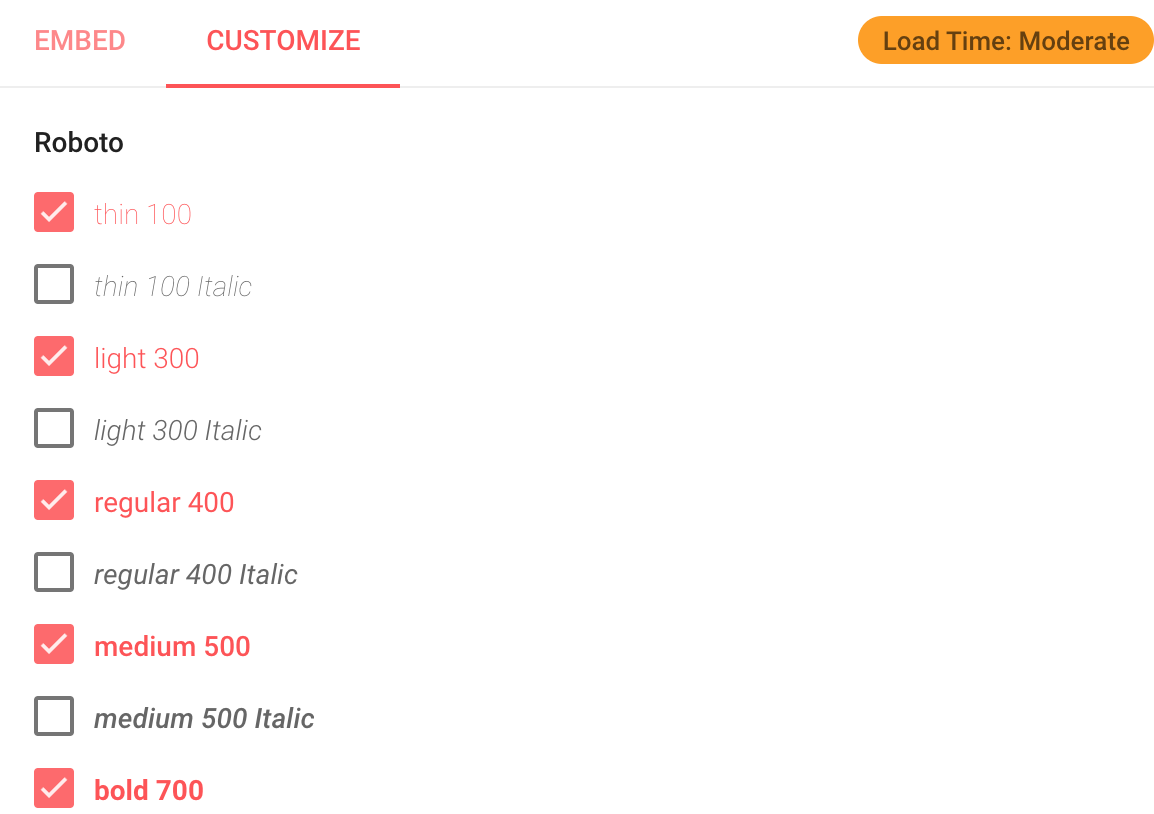 EMBED CUSTOMIZE Load Time: Moderate
Roboto
thin 100
thin 100 Italic
light 300
light 300 Italic
regular 400
regular 400 Italic
medium 500
medium 500 Italic
bold 700